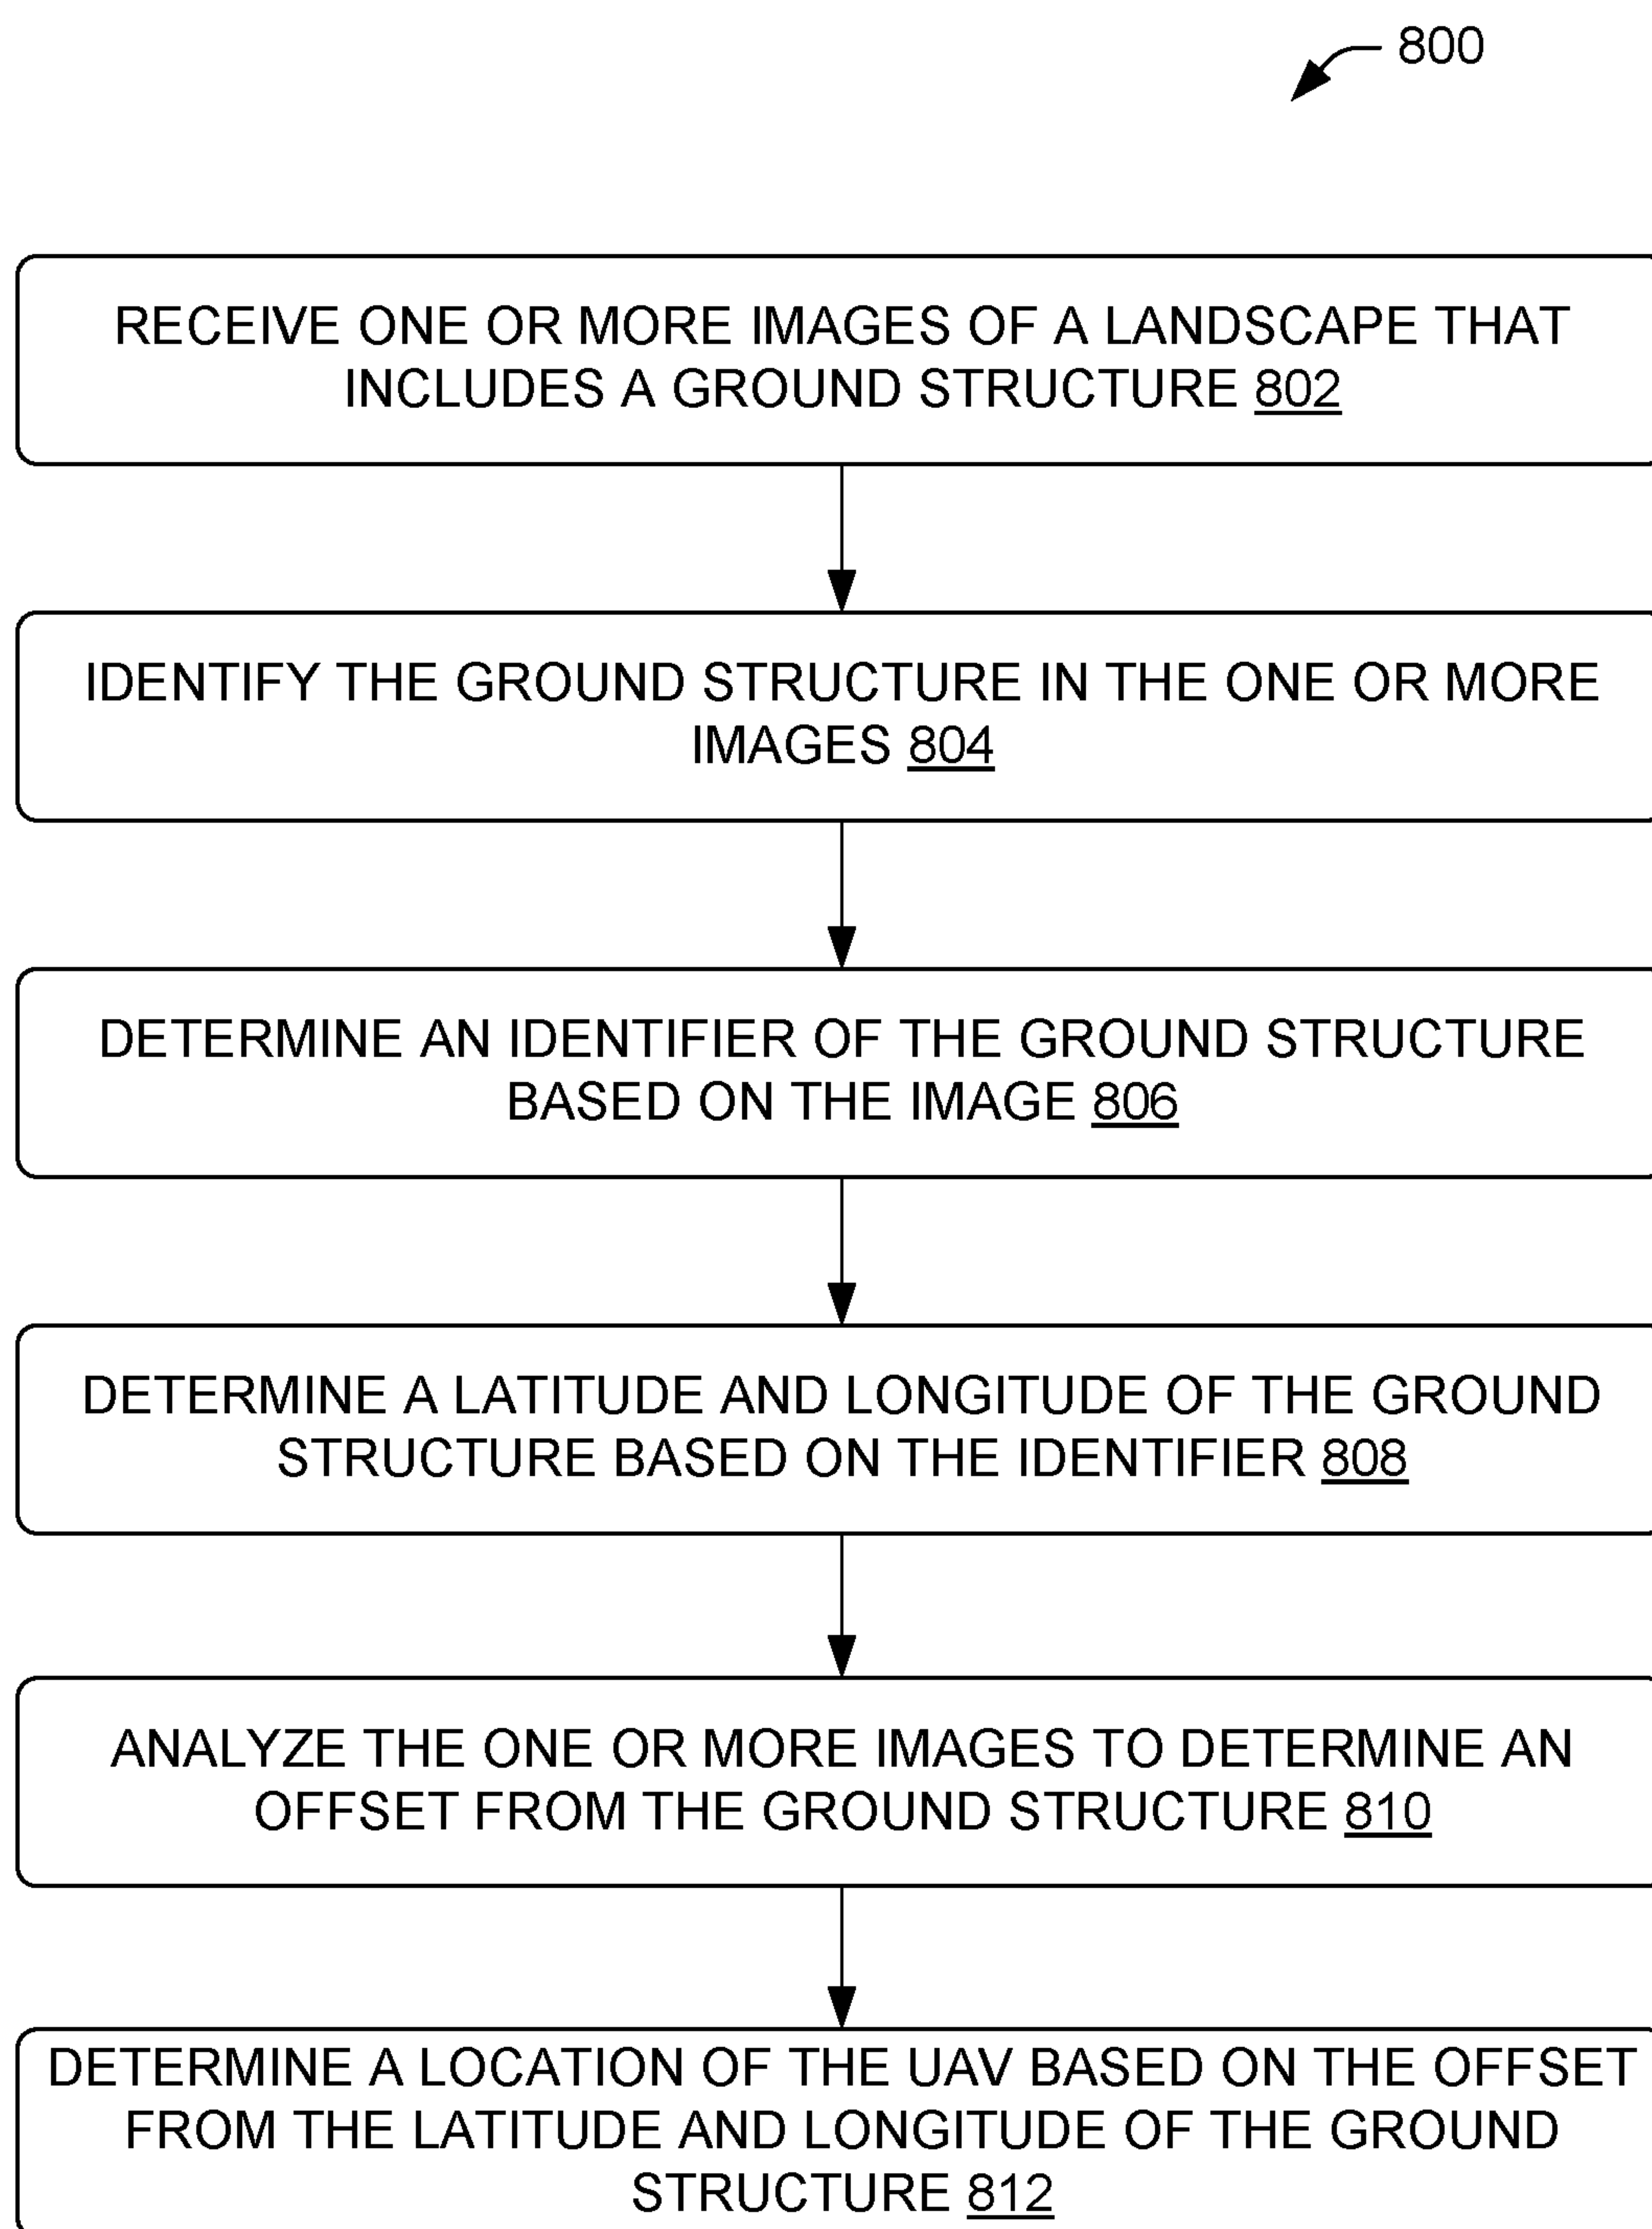 800
RECEIVE ONE OR MORE IMAGES OF A LANDSCAPE THAT
INCLUDES A GROUND STRUCTURE 802
IDENTIFY THE GROUND STRUCTURE IN THE ONE OR MORE
IMAGES 804
DETERMINE AN IDENTIFIER OF THE GROUND STRUCTURE
BASED ON THE IMAGE 806
DETERMINE A LATITUDE AND LONGITUDE OF THE GROUND
STRUCTURE BASED ON THE IDENTIFIER 808
ANALYZE THE ONE OR MORE IMAGES TO DETERMINE AN
OFFSET FROM THE GROUND STRUCTURE 810
DETERMINE A LOCATION OF THE UAV BASED ON THE OFFSET
FROM THE LATITUDE AND LONGITUDE OF THE GROUND
STRUCTURE 812